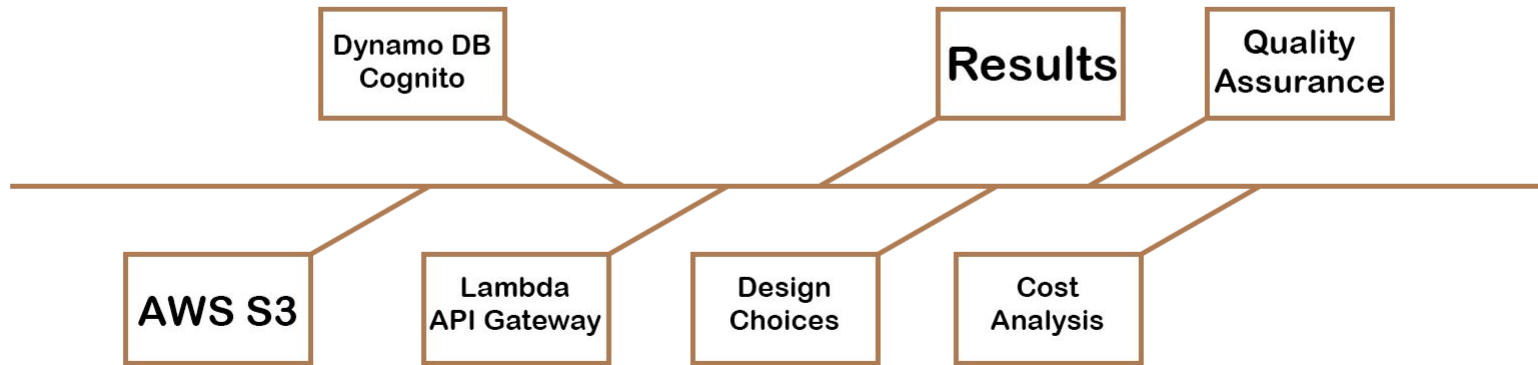 Dynamo DB
Cognito
Results
Quality
Assurance
AWS S3
Lambda
API Gateway
Design
Choices
Cost
Analysis